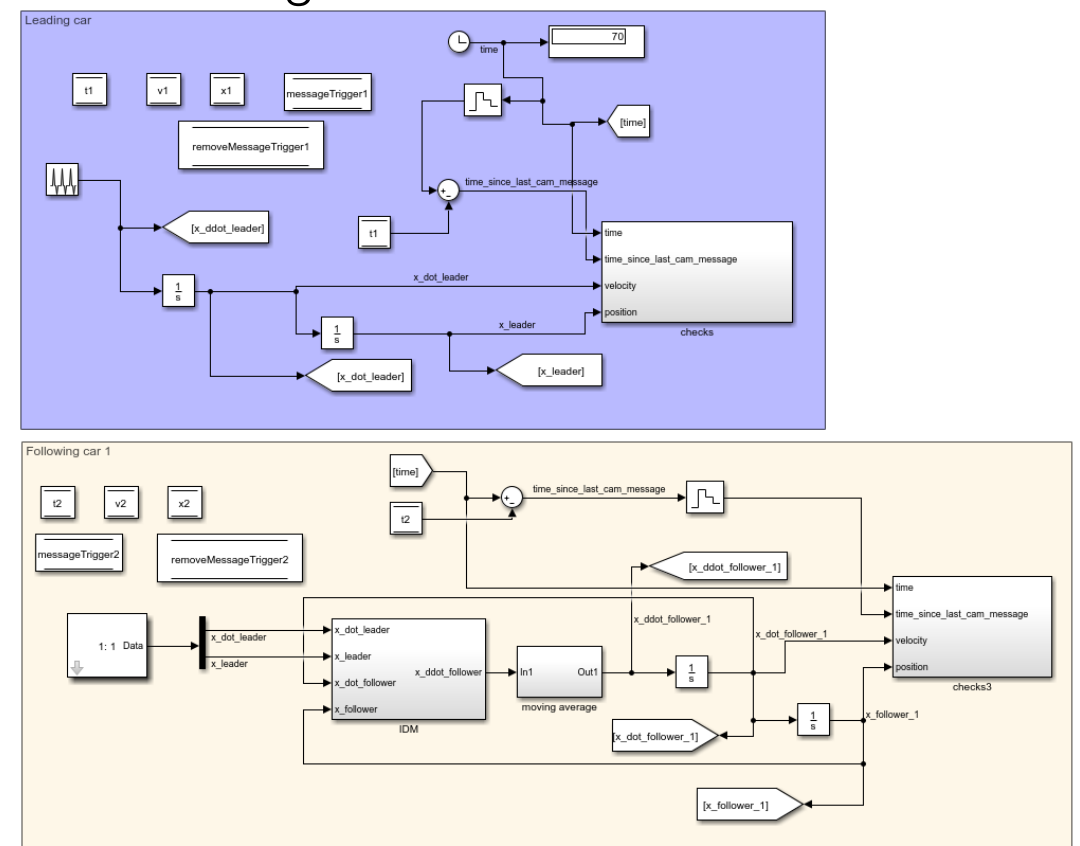 Leading car
70
time
t1
v1
x1
messageTrigger1
[time]
removeMessageTrigger1
time_since_last_cam_message
+
-
[x_ddot_leader]
t1
time
time_since_last_cam_message
velocity
position
checks
x_dot_leader
1
s
x_leader
1
s
[x_dot_leader]
[x_leader]
Following car 1
[time]
t2
v2
x2
+
-
time_since_last_cam_message
t2
messageTrigger2
removeMessageTrigger2
[x_ddot_follower_1]
time
time_since_last_cam_message
velocity
position
checks3
1: 1 Data
x_dot_leader
x_leader
x_dot_leader
x_leader
x_dot_follower
x_follower
x_ddot_follower
IDM
In1
Out1
moving average
x_ddot_follower_1
1
s
x_dot_follower_1
1
s
x_follower_1
[x_dot_follower_1]
[x_follower_1]